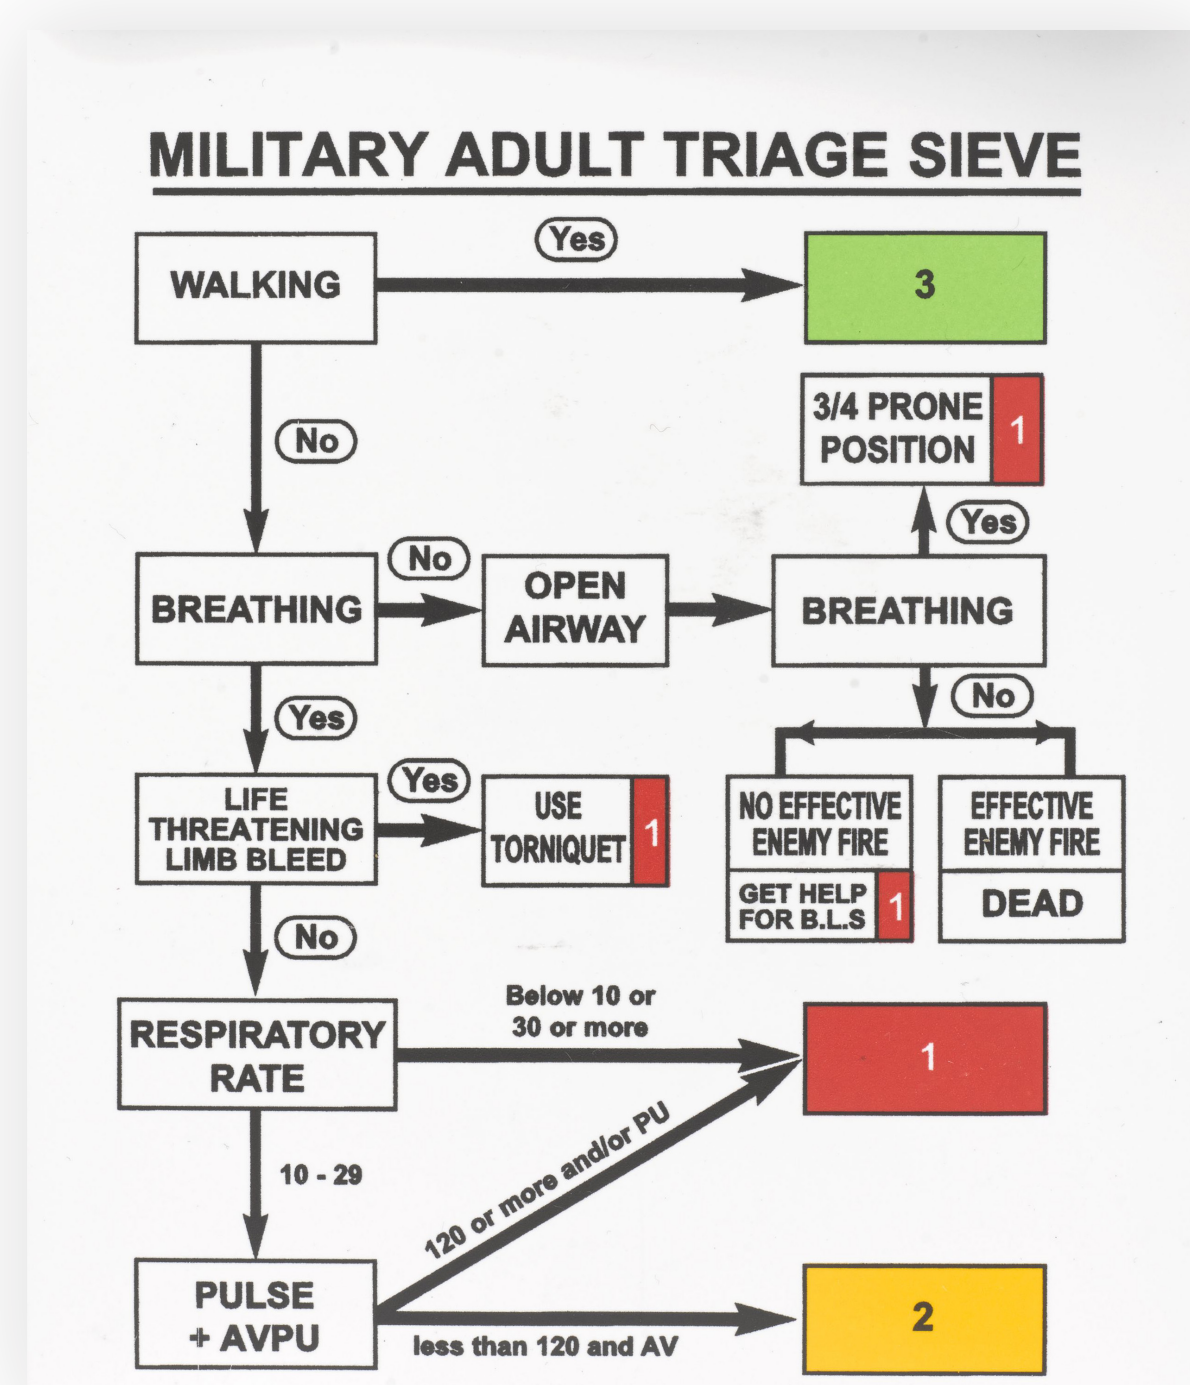 MILITARY ADULT TRIAGE SIEVE
Yes
WALKING
3
No
3/4 PRONE
POSITION
1
Yes
No
BREATHING
OPEN
AIRWAY
BREATHING
Yes
No
LIFE
THREATENING
LIMB BLEED
Yes
USE
TORNIQUET
1
NO EFFECTIVE
ENEMY FIRE
GET HELP
FOR B.L.S
1
EFFECTIVE
ENEMY FIRE
DEAD
No
RESPIRATORY
RATE
Below 10 or
30 or more
1
10 - 29
120 or more and/or PU
PULSE
+ AVPU
less than 120 and AV
2